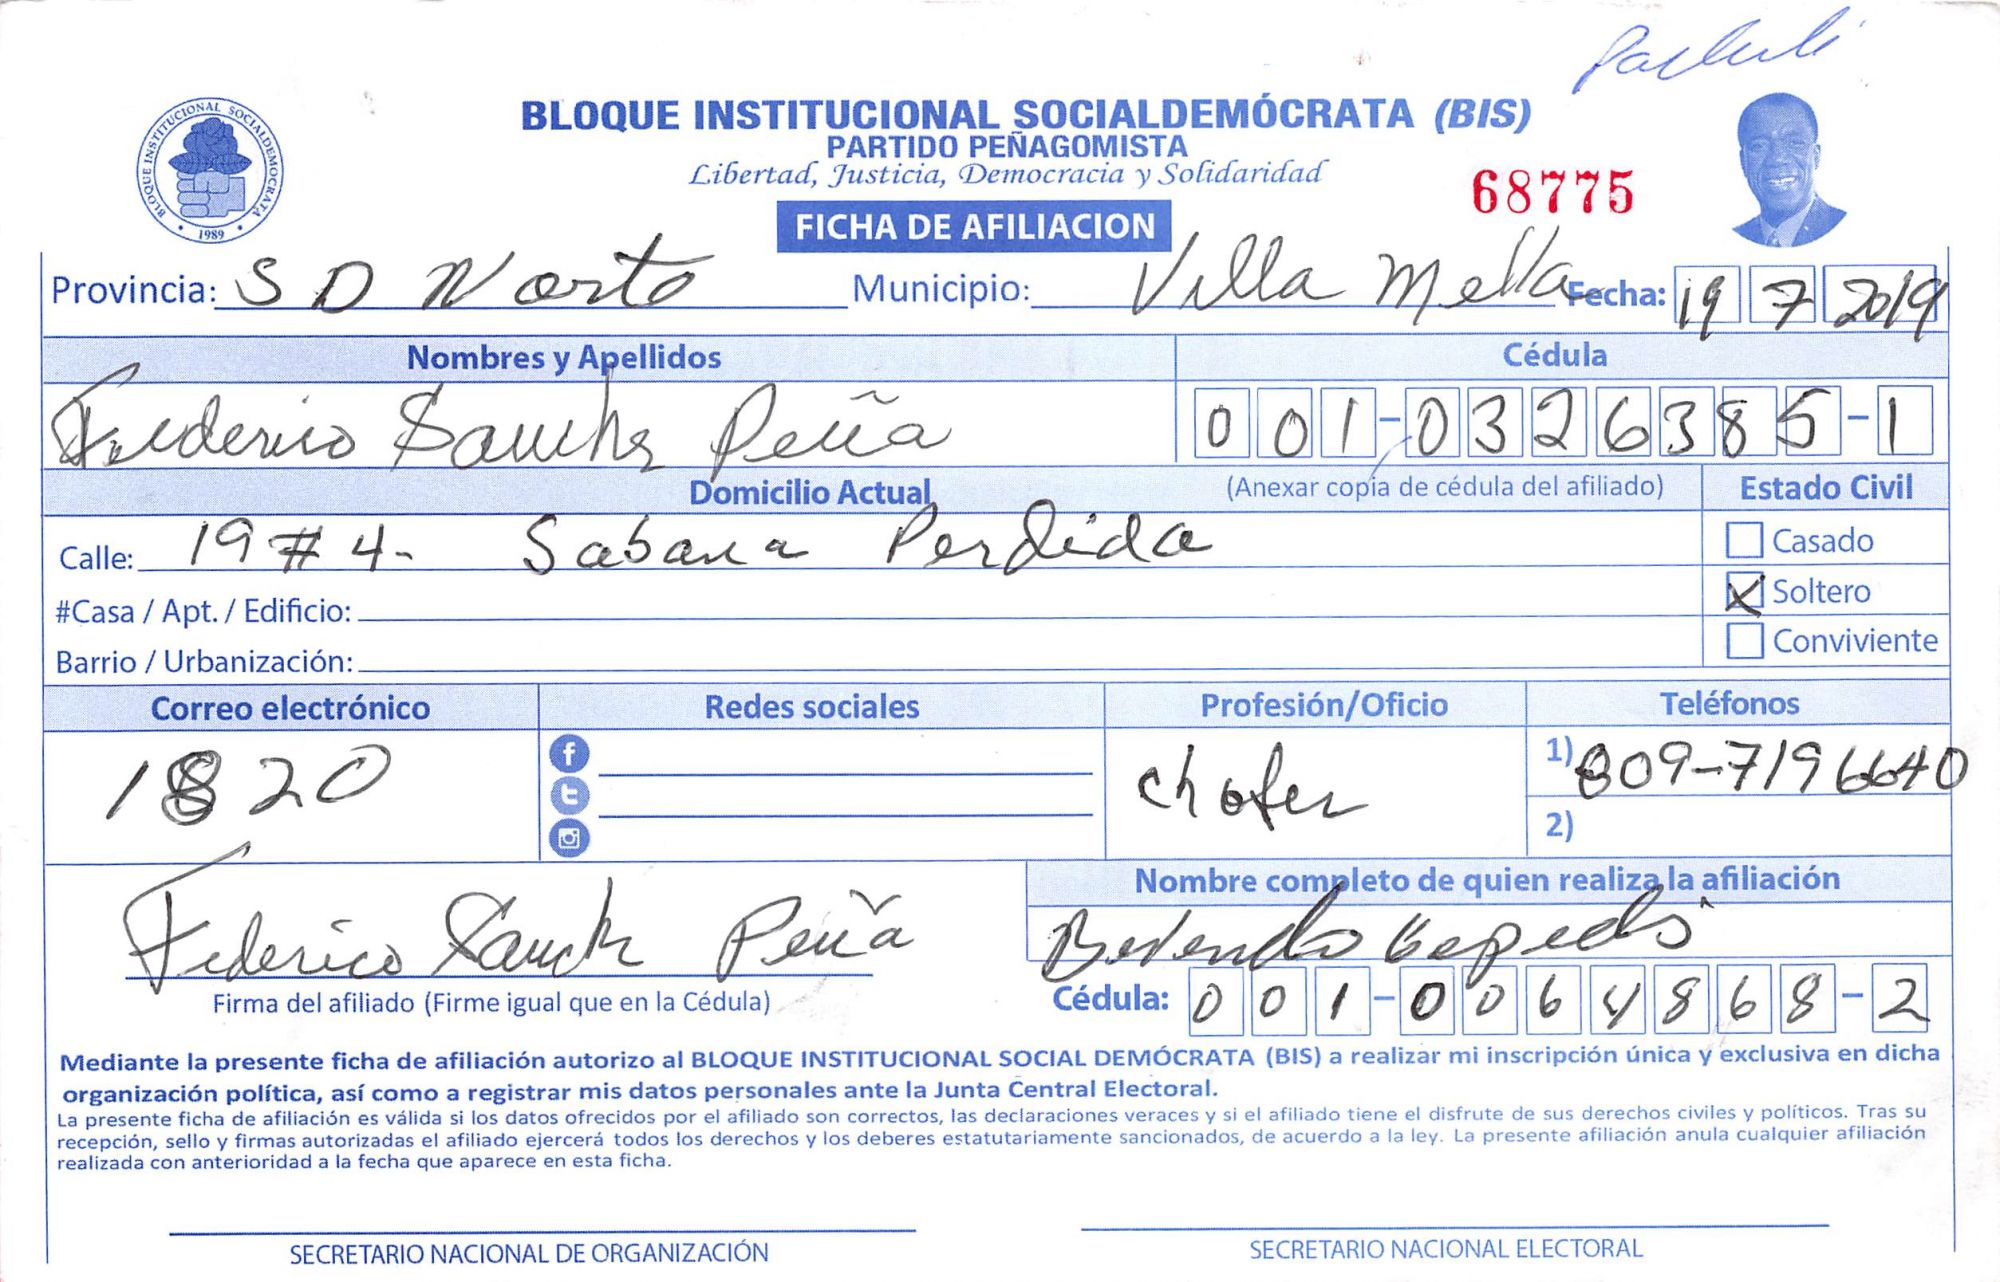 BLOQUE INSTITUCIONAL SOCIALDEMÓCRATA (BIS)
PARTIDO PEÑAGOMISTA
Libertad, Justicia, Democracia y Solidaridad
68775
BLOQUE INSTITUCIONAL SOCIALDEMOCRATA
1989
FICHA DE AFILIACION
Provincia: S D Norte Municipio: Villa Mella Fecha: 19 7 2019
Nombres y Apellidos Cédula
Federico Sanchz Peña 001-0326385-1
Domicilio Actual (Anexar copia de cédula del afiliado) Estado Civil
Calle: 19 # 4- Sabana Perdida
Casado
#Casa / Apt. / Edificio:
X Soltero
Barrio / Urbanización:
Conviviente
Correo electrónico Redes sociales Profesión/Oficio Teléfonos
1820 chofer 1) 809-7196640
2)
Nombre completo de quien realiza la afiliación
Federico Sanch Peña
Firma del afiliado (Firme igual que en la Cédula) Cédula: 001-0064868-2
Mediante la presente ficha de afiliación autorizo al BLOQUE INSTITUCIONAL SOCIAL DEMÓCRATA (BIS) a realizar mi inscripción única y exclusiva en dicha
organización política, así como a registrar mis datos personales ante la Junta Central Electoral.
La presente ficha de afiliación es válida si los datos ofrecidos por el afiliado son correctos, las declaraciones veraces y si el afiliado tiene el disfrute de sus derechos civiles y políticos. Tras su
recepción, sello y firmas autorizadas el afiliado ejercerá todos los derechos y los deberes estatutariamente sancionados, de acuerdo a la ley. La presente afiliación anula cualquier afiliación
realizada con anterioridad a la fecha que aparece en esta ficha.
SECRETARIO NACIONAL DE ORGANIZACIÓN SECRETARIO NACIONAL ELECTORAL